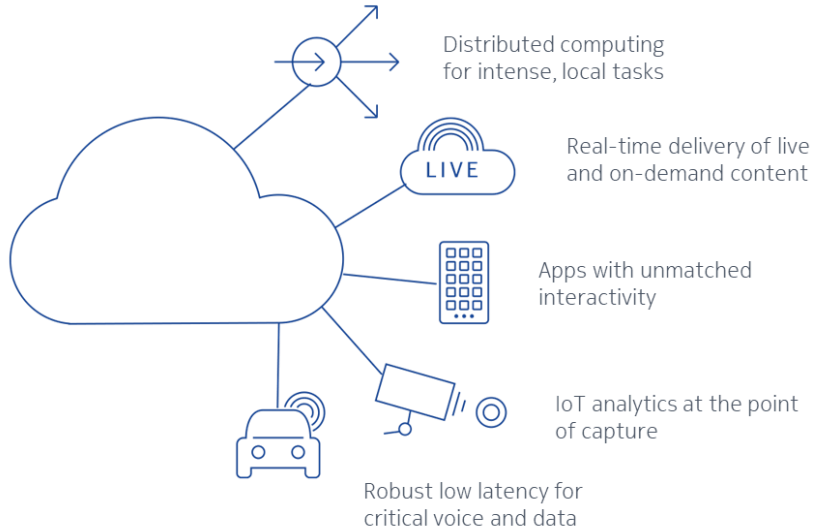 Distributed computing
for intense, local tasks
Real-time delivery of live
and on-demand content
LIVE
Apps with unmatched
interactivity
IoT analytics at the point
of capture
Robust low latency for
critical voice and data